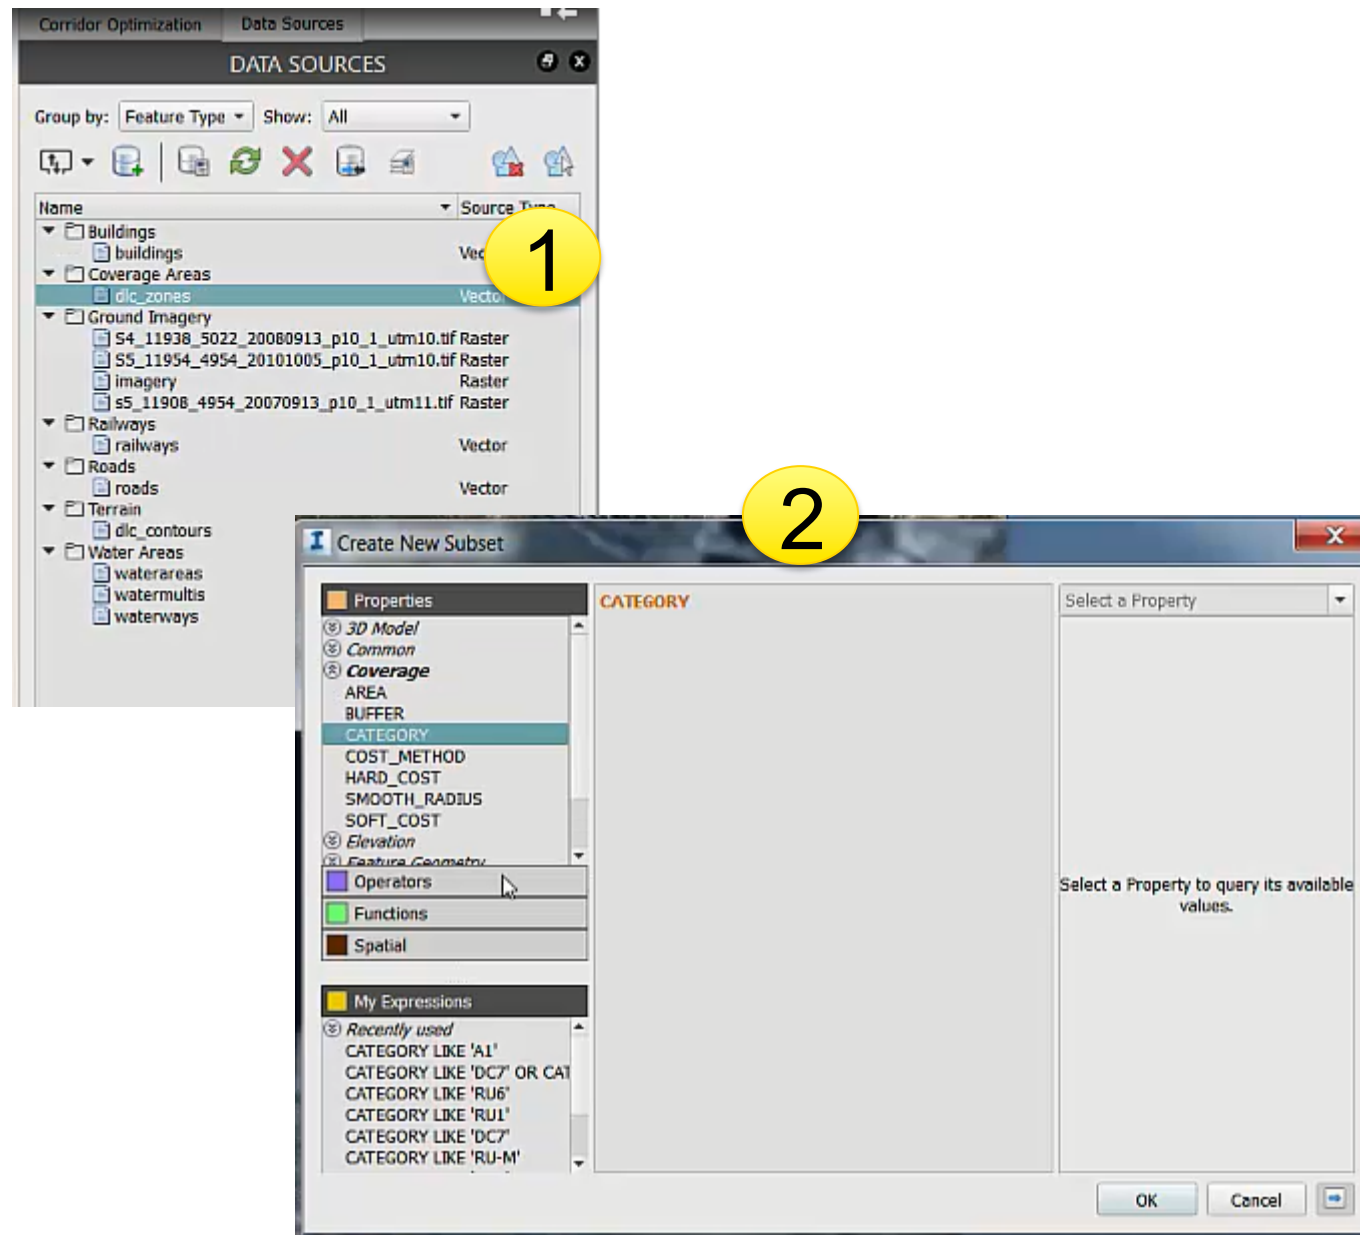 Corridor Optimization Data Sources
DATA SOURCES
Group by: Feature Type Show: All
Name Source Type
Buildings
buildings
1
Coverage Areas
dlc_zones Vector
Ground Imagery
S4_11938_5022_20080913_p10_1_utm10.tif Raster
S5_11954_4954_20101005_p10_1_utm10.tif Raster
imagery Raster
s5_11908_4954_20070913_p10_1_utm11.tif Raster
Railways
railways Vector
Roads
roads Vector
Terrain
dlc_contours
Water Areas
waterareas
watermultis
waterways
2
Create New Subset
Properties
3D Model
Common
Coverage
AREA
BUFFER
CATEGORY
COST_METHOD
HARD_COST
SMOOTH_RADIUS
SOFT_COST
Elevation
Feature Geometry
Operators
Functions
Spatial
My Expressions
Recently used
CATEGORY LIKE 'A1'
CATEGORY LIKE 'DC7' OR CAT
CATEGORY LIKE 'RU6'
CATEGORY LIKE 'RU1'
CATEGORY LIKE 'DC7'
CATEGORY LIKE 'RU-M'
CATEGORY
Select a Property
Select a Property to query its available
values.
OK Cancel